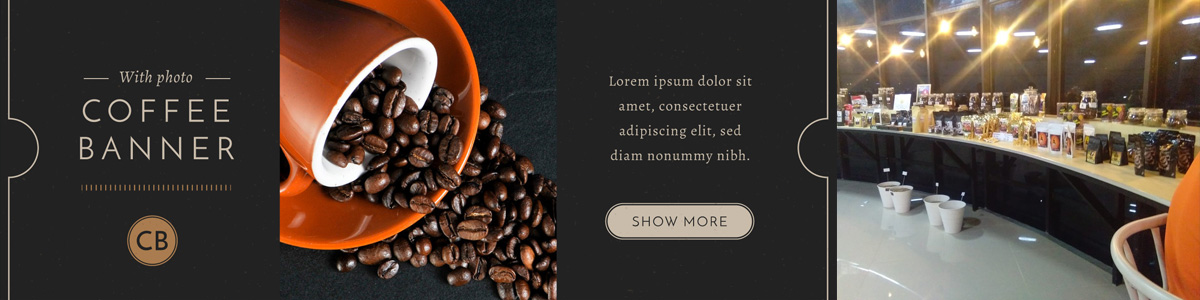 With photo
COFFEE
BANNER
CB
Lorem ipsum dolor sit
amet, consectetuer
adipiscing elit, sed
diam nonummy nibh.
SHOW MORE